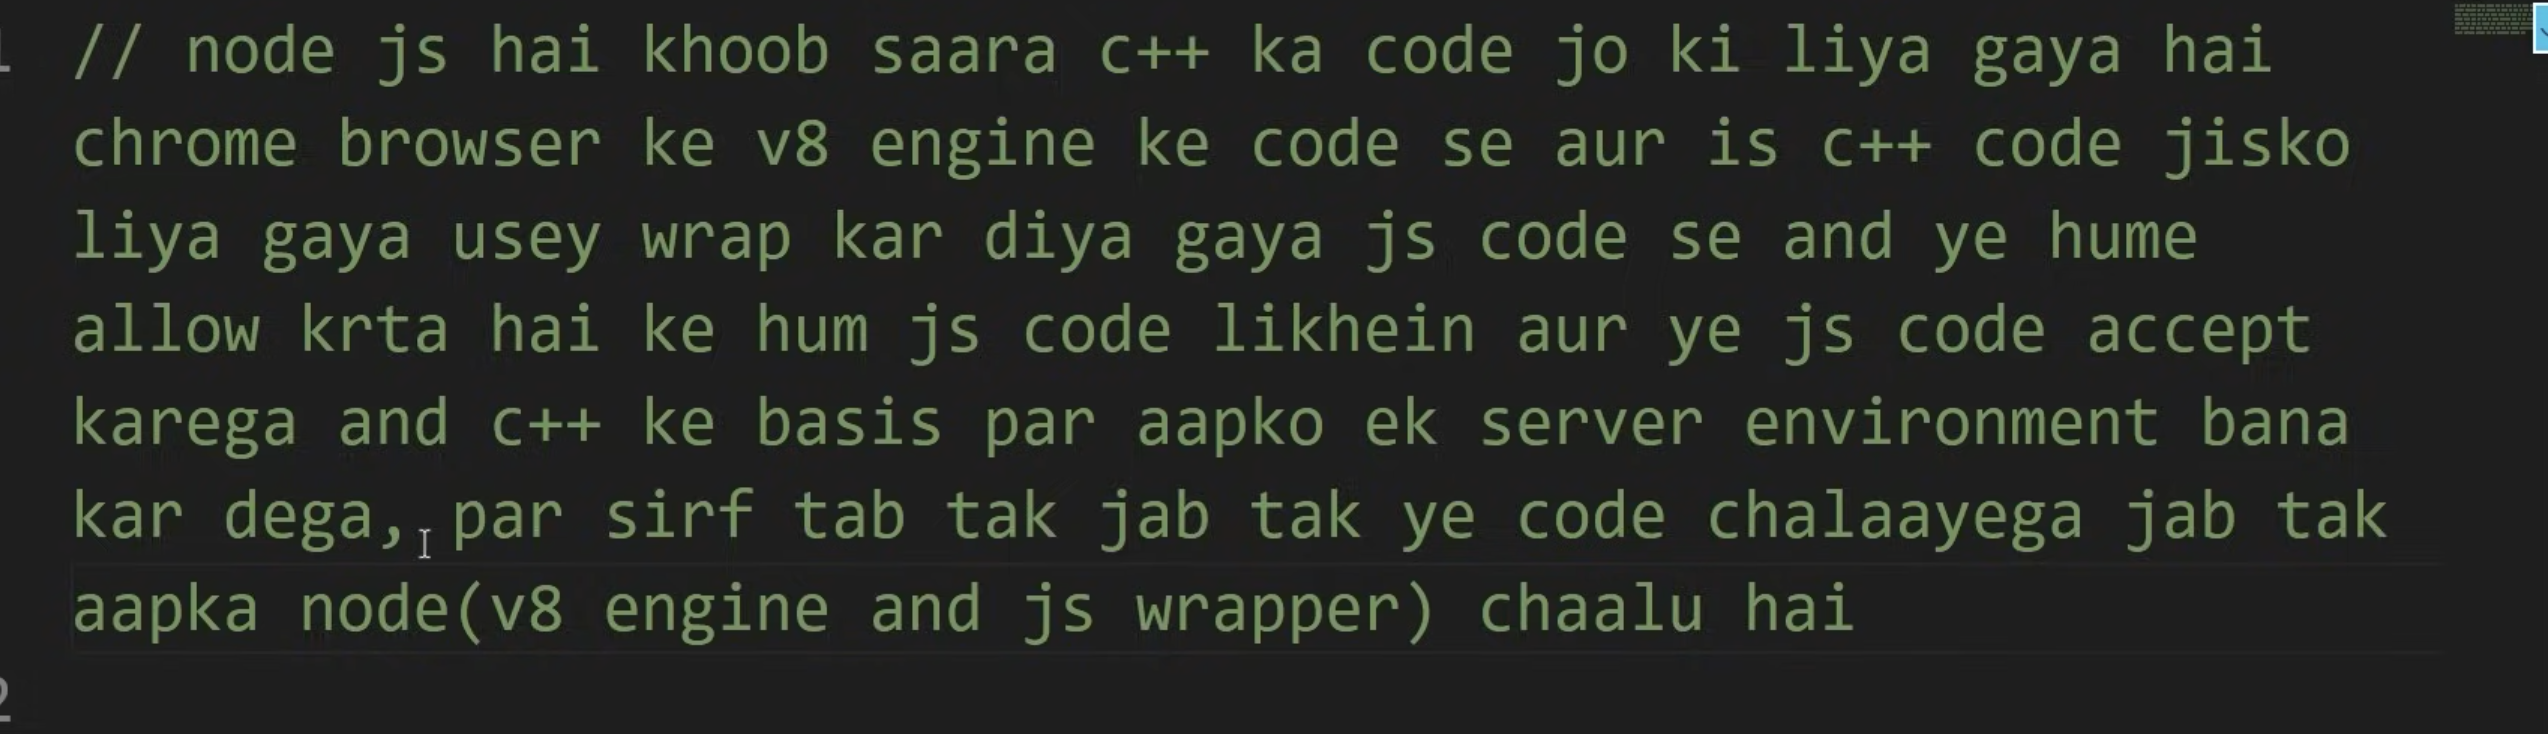 1 // node js hai khoob saara c++ ka code jo ki liya gaya hai
chrome browser ke v8 engine ke code se aur is c++ code jisko
liya gaya usey wrap kar diya gaya js code se and ye hume
allow krta hai ke hum js code likhein aur ye js code accept
karega and c++ ke basis par aapko ek server environment bana
kar dega, par sirf tab tak jab tak ye code chalaayega jab tak
aapka node(v8 engine and js wrapper) chaalu hai
2